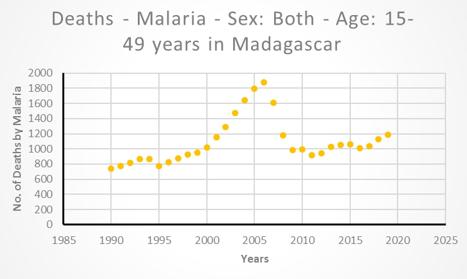 Deaths - Malaria - Sex: Both - Age: 15-
49 years in Madagascar
No. of Deaths by Malaria
2000
1800
1600
1400
1200
1000
800
600
400
200
0
1985 1990 1995 2000 2005 2010 2015 2020 2025
Years